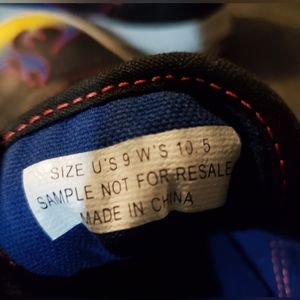 SIZE U'S 9 W'S 10.5
SAMPLE NOT FOR RESALE
MADE IN CHINA